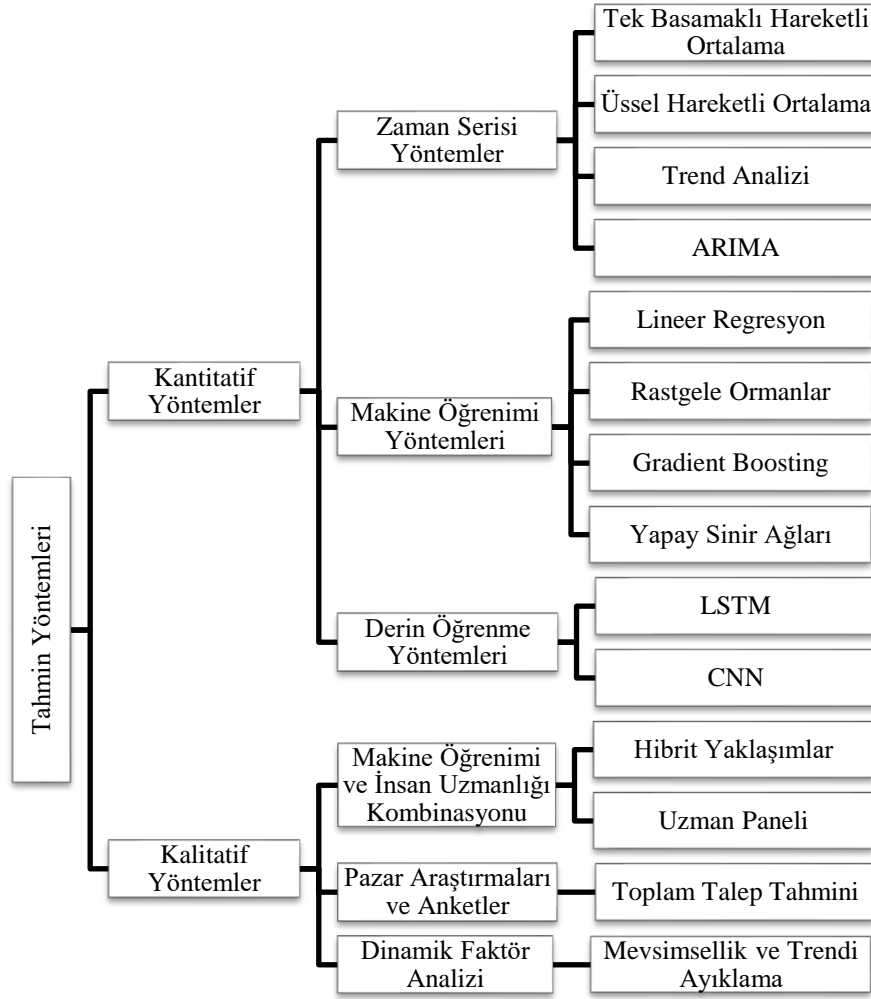 Tahmin Yöntemleri
Kantitatif
Yöntemler
Zaman Serisi
Yöntemler
Tek Basamaklı Hareketli
Ortalama
Üssel Hareketli Ortalama
Trend Analizi
ARIMA
Makine Öğrenimi
Yöntemleri
Lineer Regresyon
Rastgele Ormanlar
Gradient Boosting
Yapay Sinir Ağları
Derin Öğrenme
Yöntemleri
LSTM
CNN
Kalitatif
Yöntemler
Makine Öğrenimi
ve İnsan Uzmanlığı
Kombinasyonu
Hibrit Yaklaşımlar
Uzman Paneli
Pazar Araştırmaları
ve Anketler
Toplam Talep Tahmini
Dinamik Faktör
Analizi
Mevsimsellik ve Trendi
Ayıklama